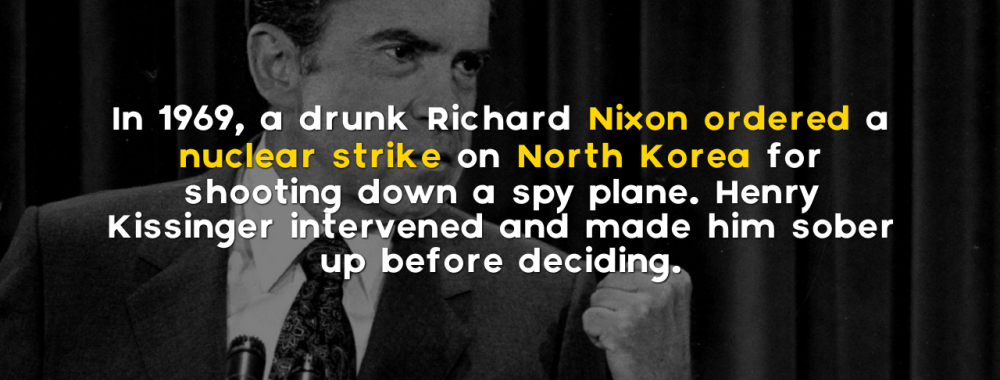 In 1969, a drunk Richard Nixon ordered a
nuclear strike on North Korea for
shooting down a spy plane. Henry
Kissinger intervened and made him sober
up before deciding.